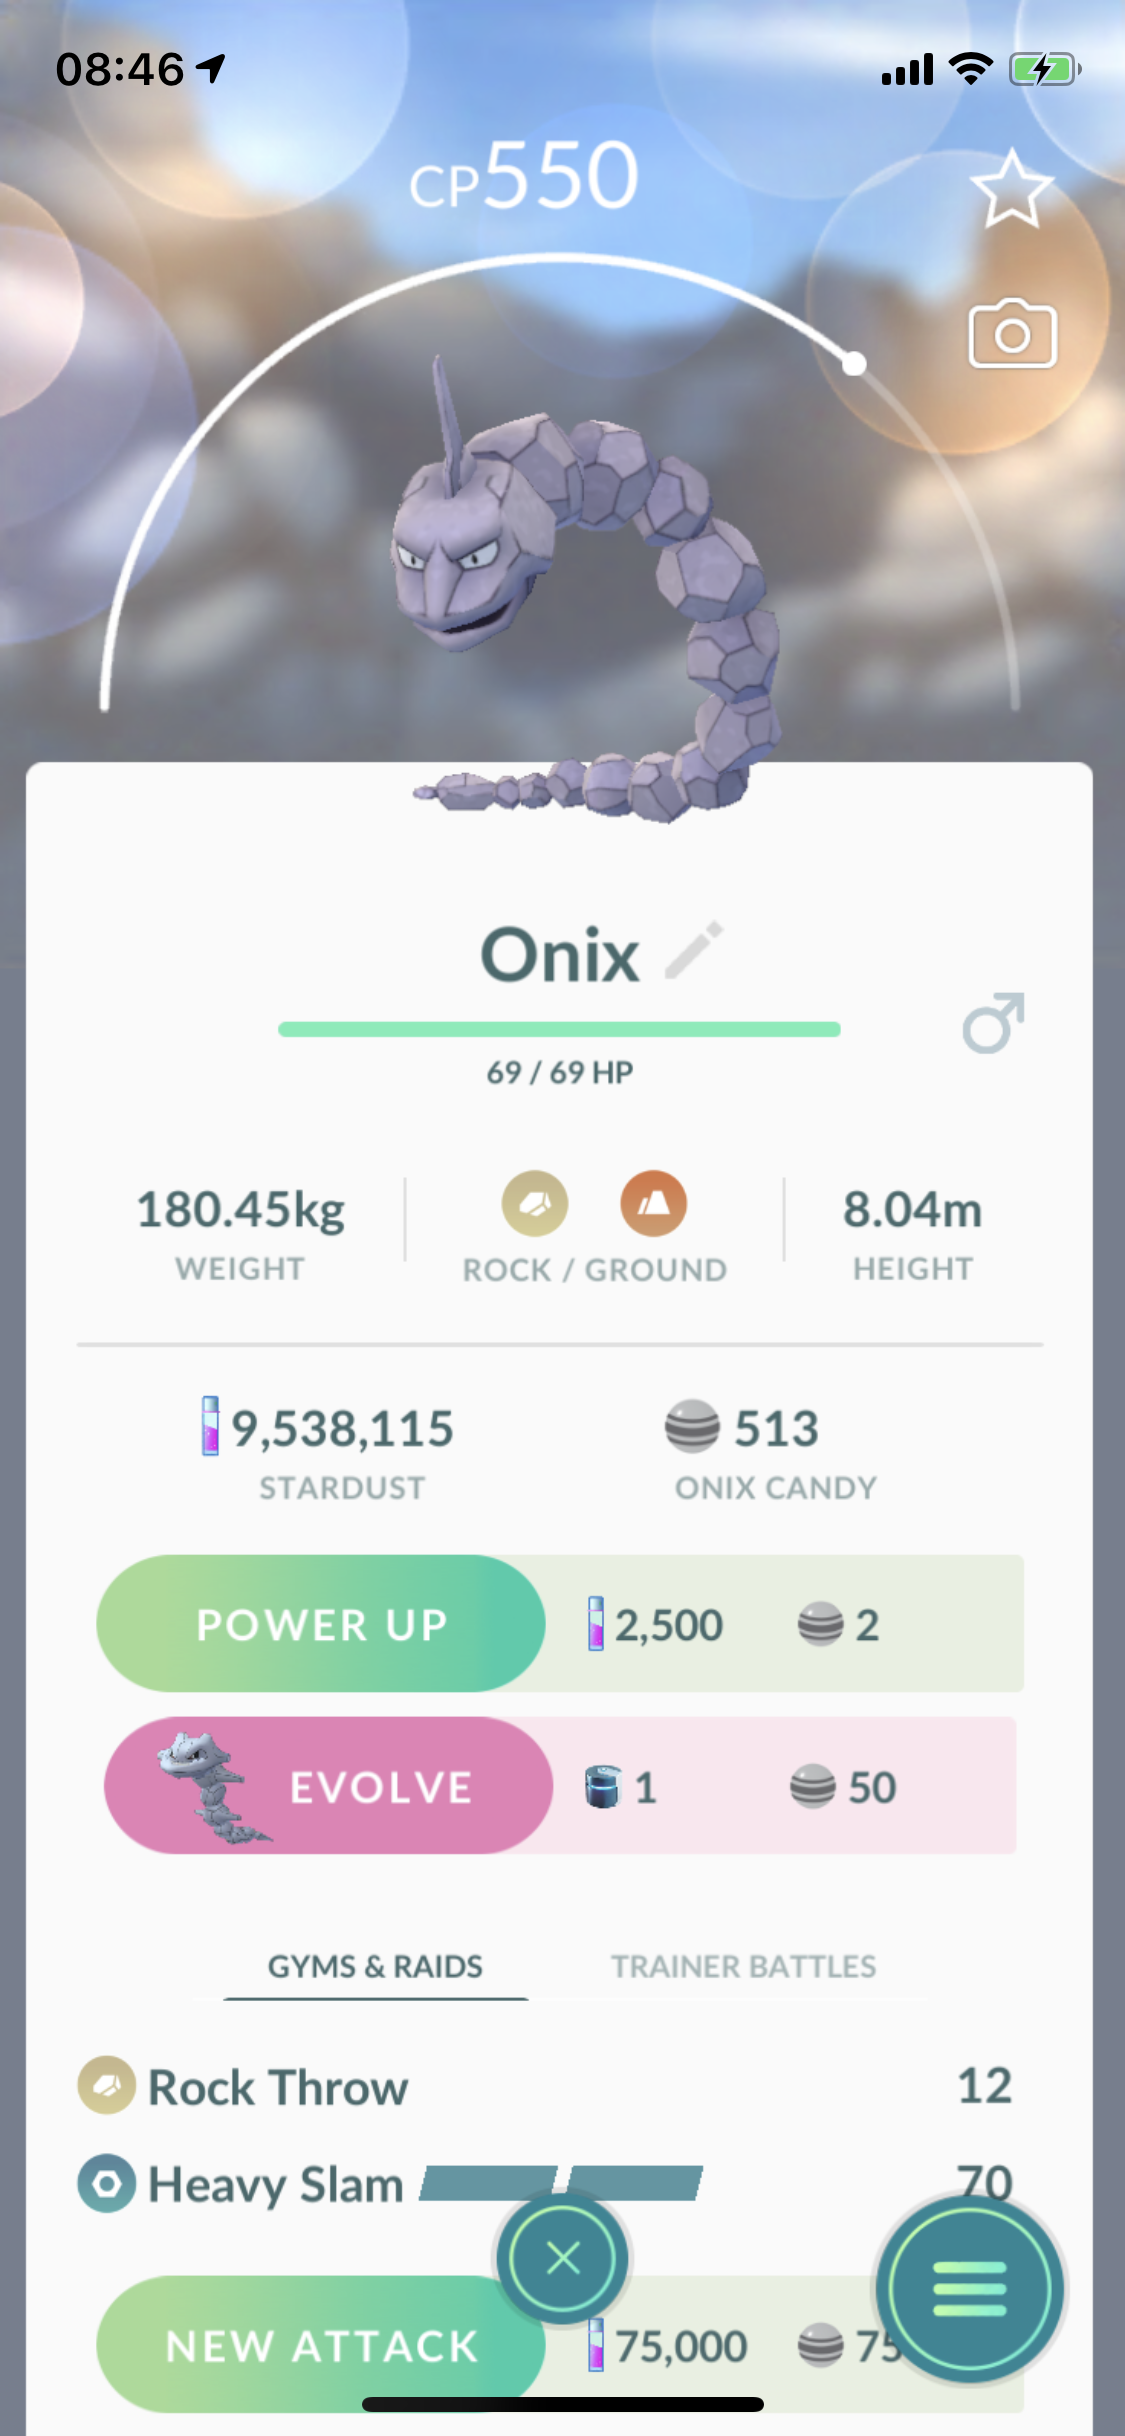 08:46
CP550
Onix
69 / 69 HP
180.45kg
WEIGHT
ROCK / GROUND
8.04m
HEIGHT
9,538,115
STARDUST
513
ONIX CANDY
POWER UP 2,500 2
EVOLVE 1 50
GYMS & RAIDS TRAINER BATTLES
Rock Throw 12
Heavy Slam 70
NEW ATTACK 75,000 75